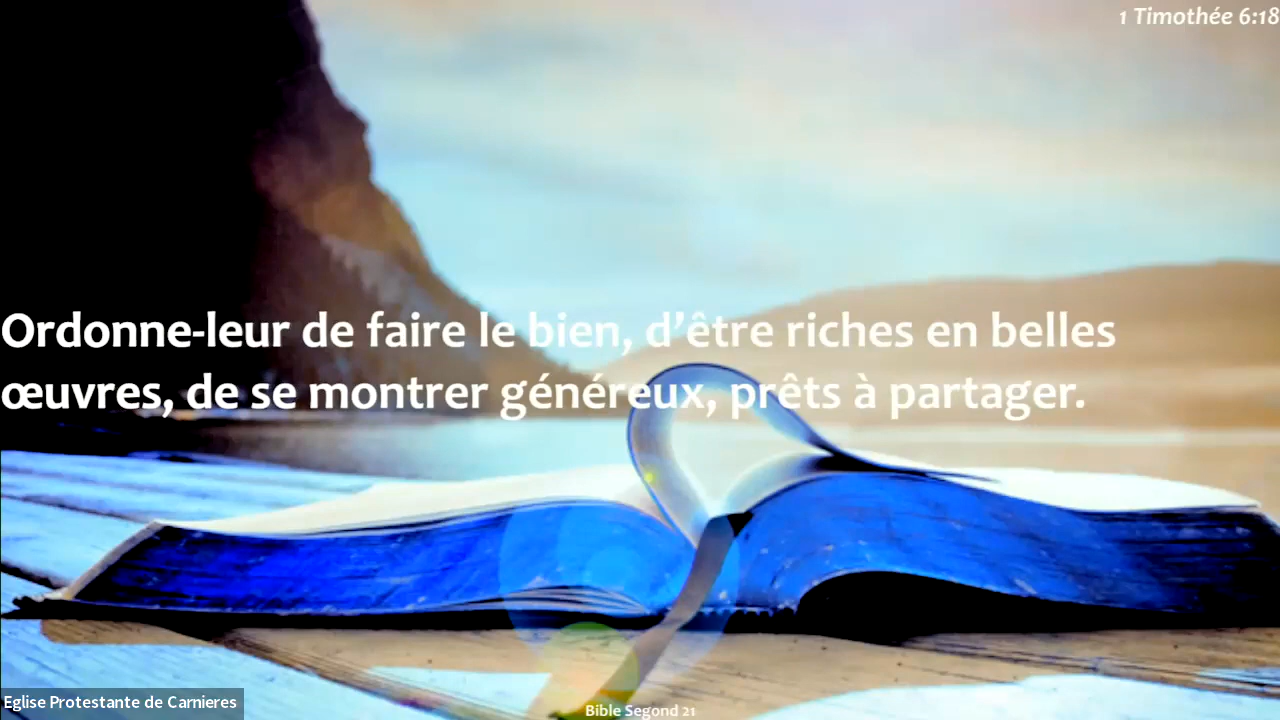 1 Timothée 6:18
Ordonne-leur de faire le bien, d’être riches en belles
œuvres, de se montrer généreux, prêts à partager.
Eglise Protestante de Carnieres
Bible Segond 21